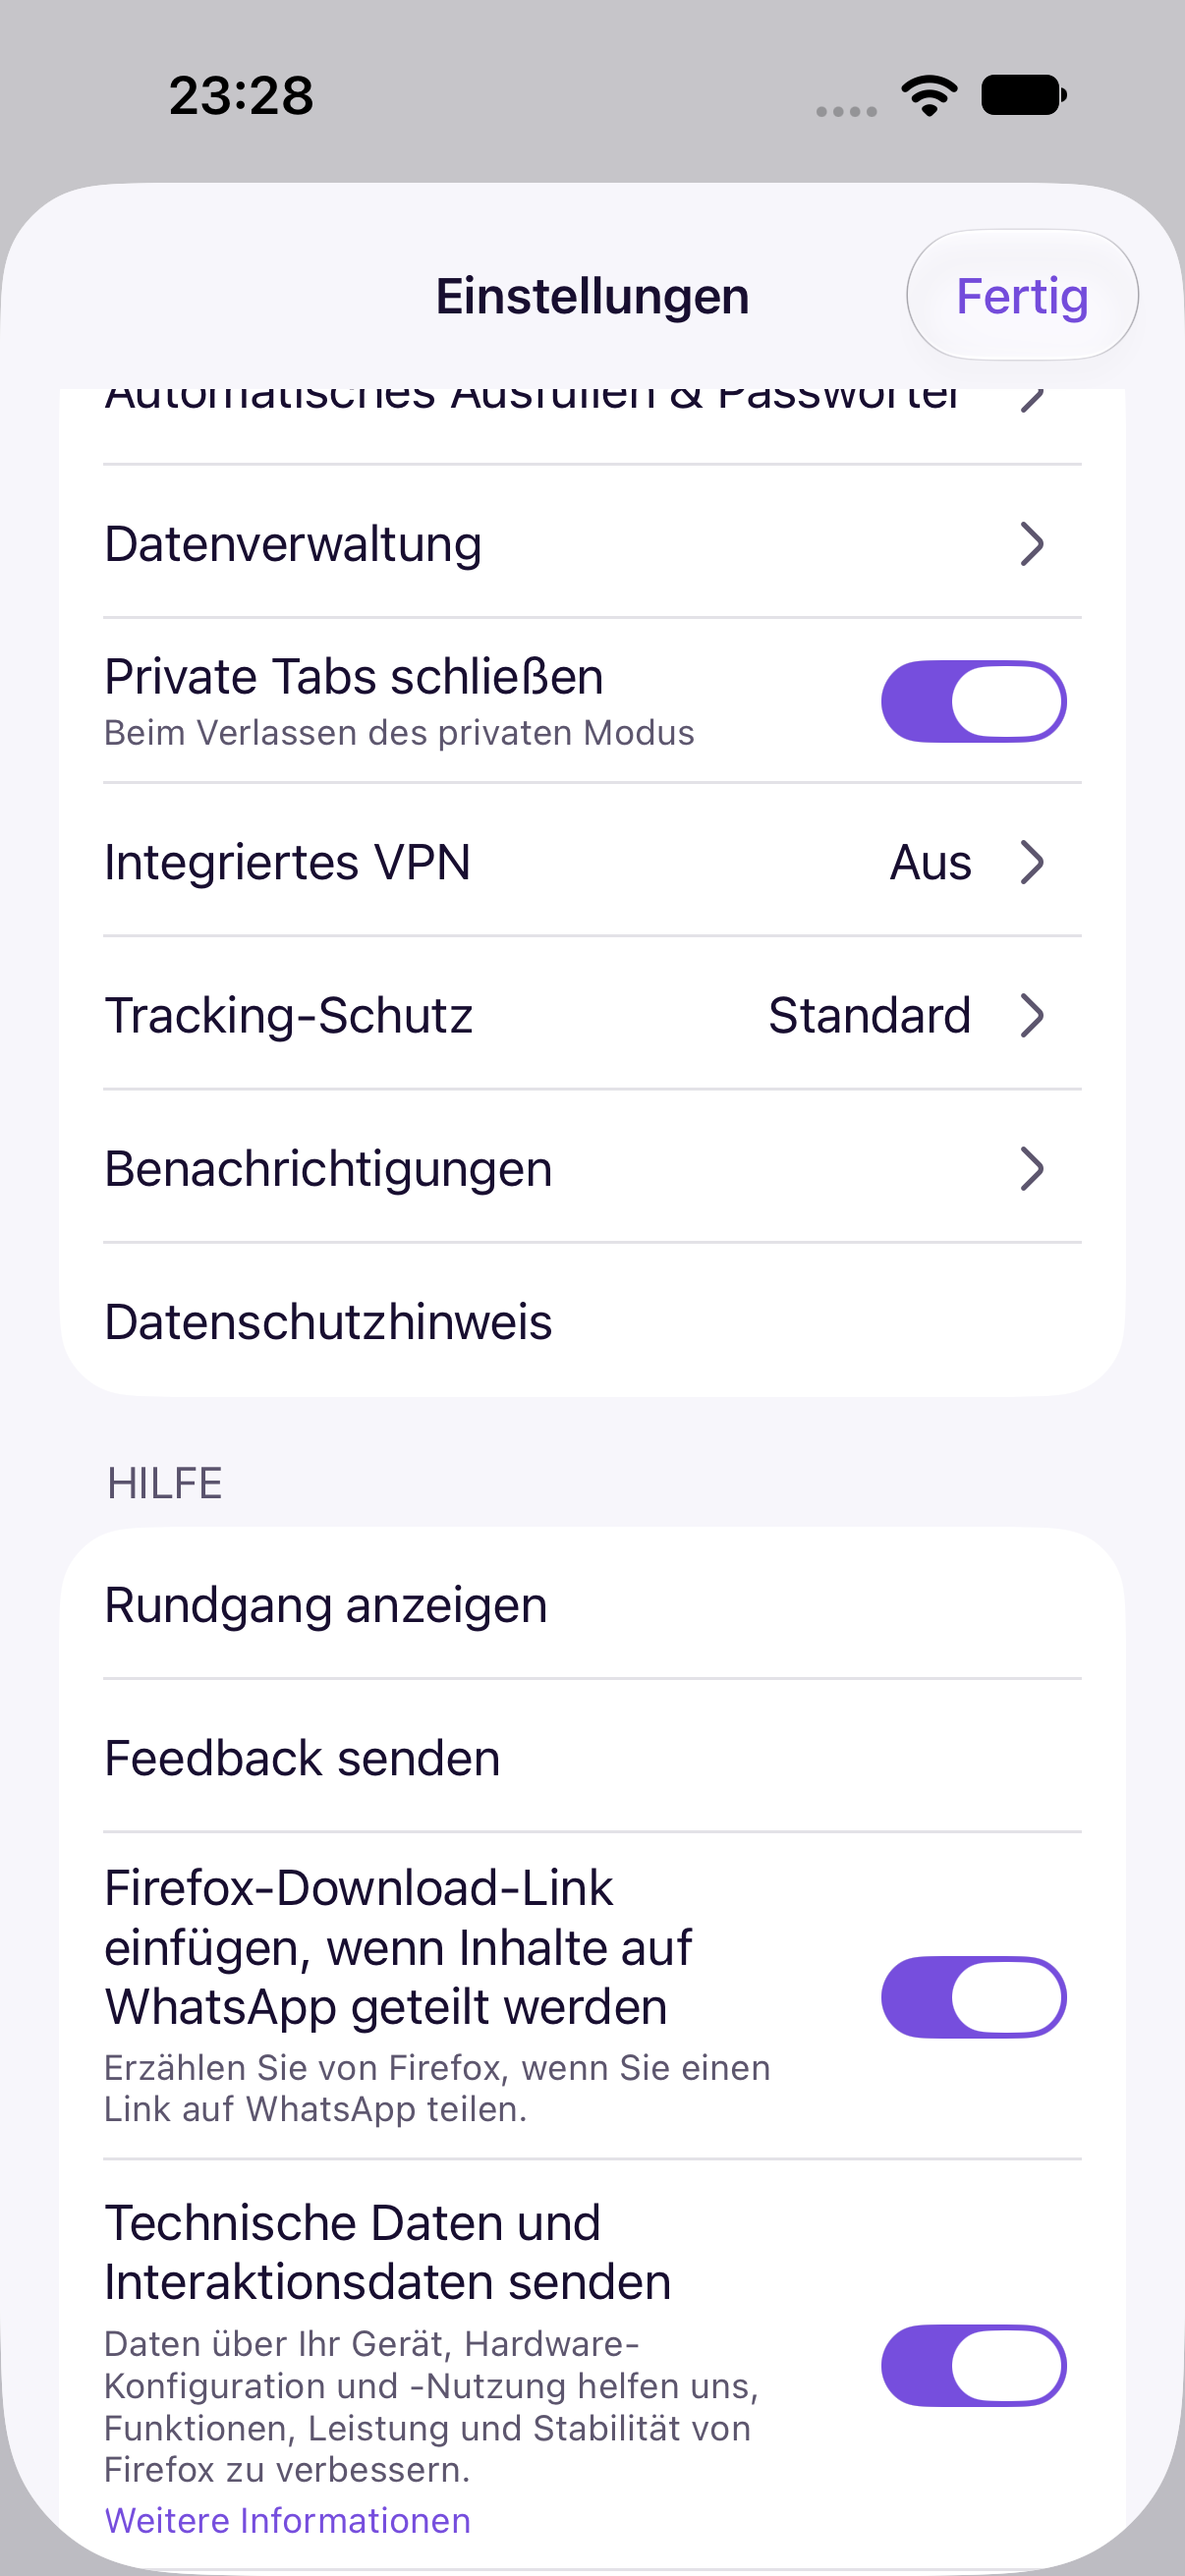 23:28
Einstellungen
Fertig
Automatisches Ausfüllen & Passwörter
Datenverwaltung
Private Tabs schließen
Beim Verlassen des privaten Modus
Integriertes VPN
Aus
Tracking-Schutz
Standard
Benachrichtigungen
Datenschutzhinweis
HILFE
Rundgang anzeigen
Feedback senden
Firefox-Download-Link
einfügen, wenn Inhalte auf
WhatsApp geteilt werden
Erzählen Sie von Firefox, wenn Sie einen
Link auf WhatsApp teilen.
Technische Daten und
Interaktionsdaten senden
Daten über Ihr Gerät, Hardware-
Konfiguration und -Nutzung helfen uns,
Funktionen, Leistung und Stabilität von
Firefox zu verbessern.
Weitere Informationen